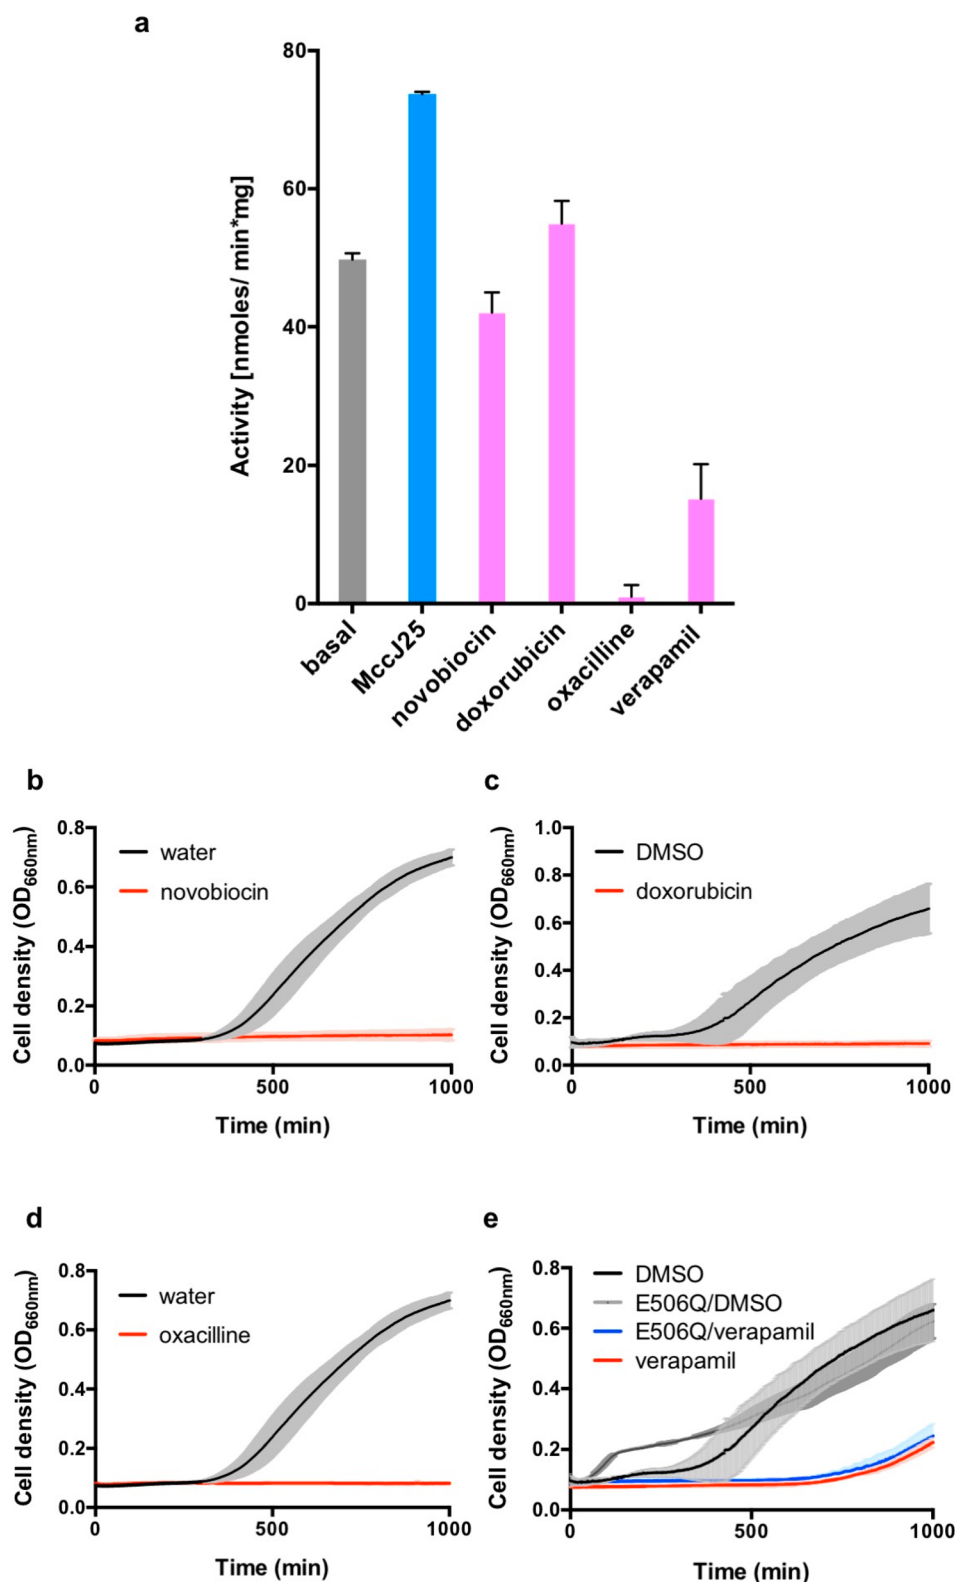 a
80
60
40
20
0
Activity [nmoles/ min*mg]
basal
MccJ25
novobiocin
doxorubicin
oxacilline
verapamil
b
0.8
0.6
0.4
0.2
0.0
Cell density (OD660nm)
water
novobiocin
0
500
1000
Time (min)
c
1.0
0.8
0.6
0.4
0.2
0.0
Cell density (OD660nm)
DMSO
doxorubicin
0
500
1000
Time (min)
d
0.8
0.6
0.4
0.2
0.0
Cell density (OD660nm)
water
oxacilline
0
500
1000
Time (min)
e
0.8
0.6
0.4
0.2
0.0
Cell density (OD660nm)
DMSO
E506Q/DMSO
E506Q/verapamil
verapamil
0
500
1000
Time (min)